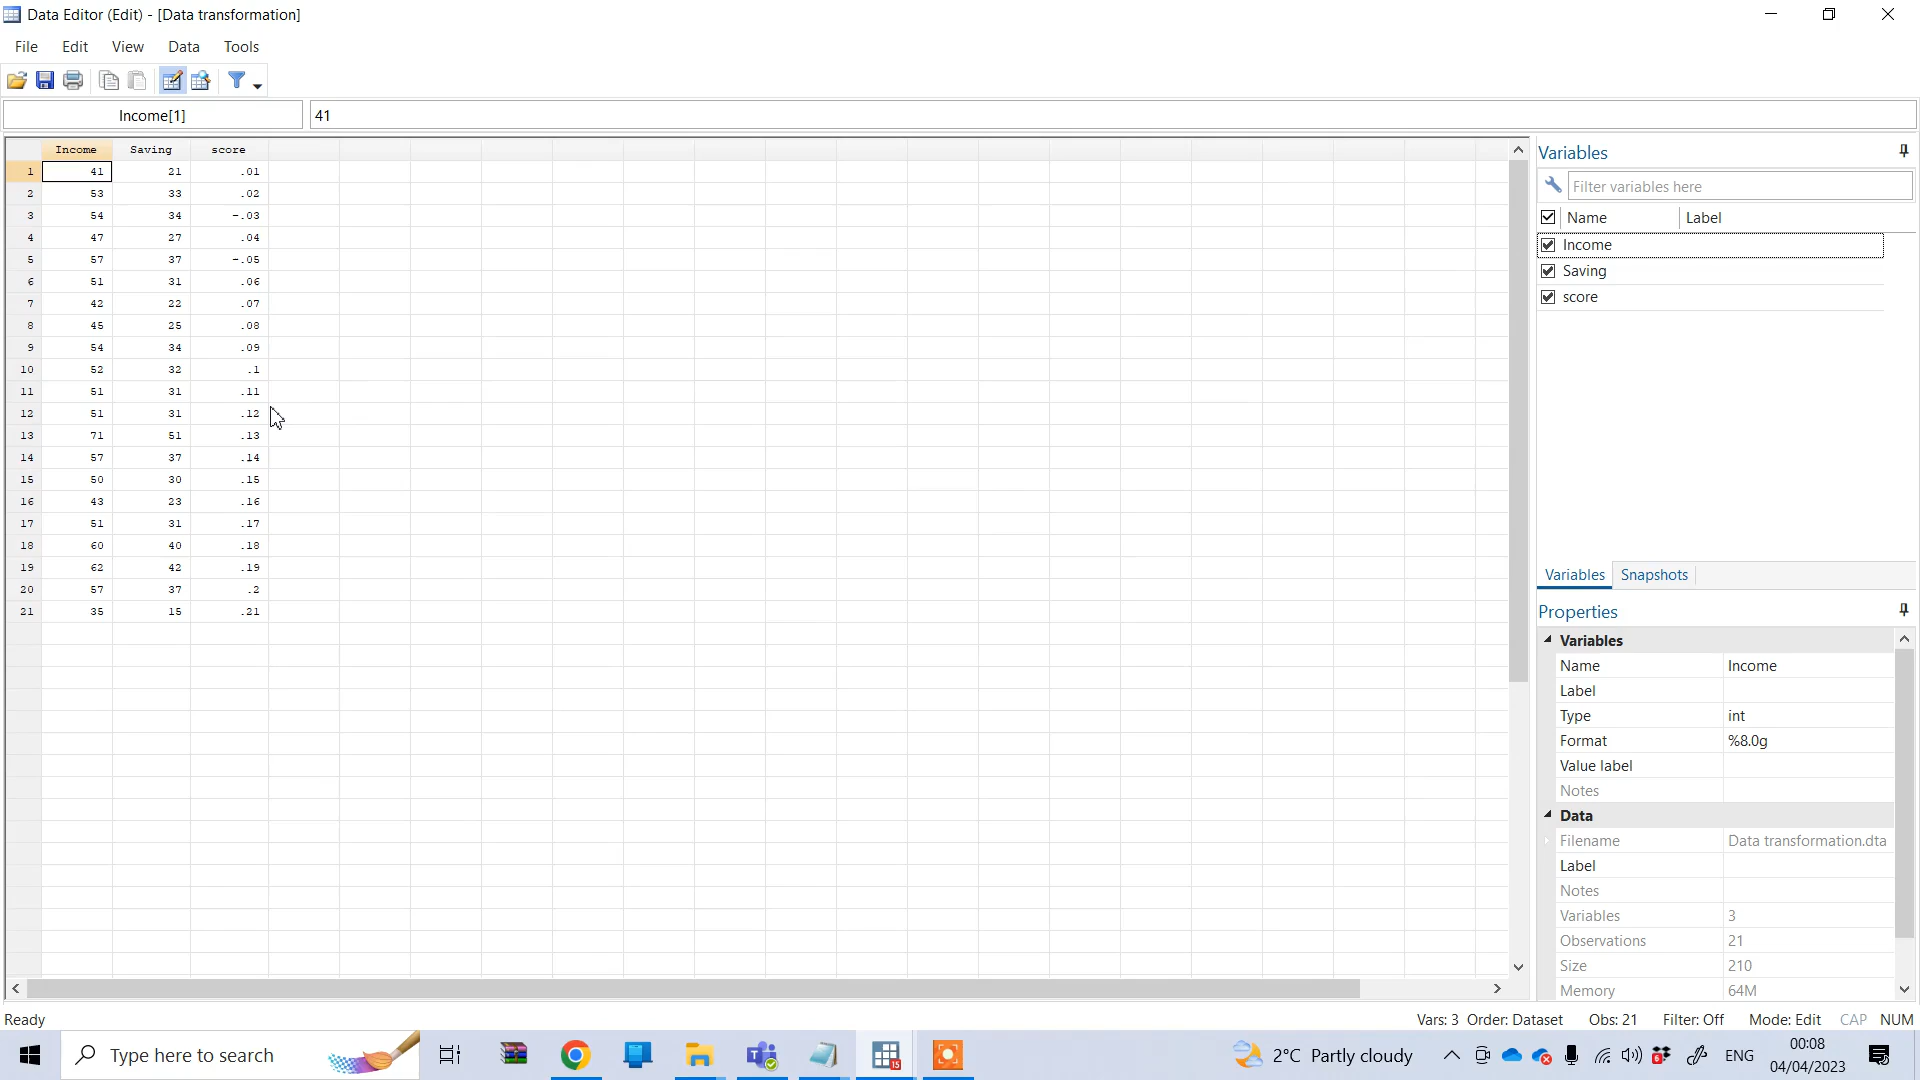 Data Editor (Edit) - [Data transformation]
File Edit View Data Tools
Income[1] 41
Income Saving score
1 41 21 .01
2 53 33 .02
3 54 34 -.03
4 47 27 .04
5 57 37 -.05
6 51 31 .06
7 42 22 .07
8 45 25 .08
9 54 34 .09
10 52 32 .1
11 51 31 .11
12 51 31 .12
13 71 51 .13
14 57 37 .14
15 50 30 .15
16 43 23 .16
17 51 31 .17
18 60 40 .18
19 62 42 .19
20 57 37 .2
21 35 15 .21
Variables
Filter variables here
Name Label
Income
Saving
score
Variables Snapshots
Properties
Variables
Name Income
Label
Type int
Format %8.0g
Value label
Notes
Data
Filename Data transformation.dta
Label
Notes
Variables 3
Observations 21
Size 210
Memory 64M
Ready Vars: 3 Order: Dataset Obs: 21 Filter: Off Mode: Edit CAP NUM
Type here to search 15 2°C Partly cloudy 6 ENG 00:08
04/04/2023